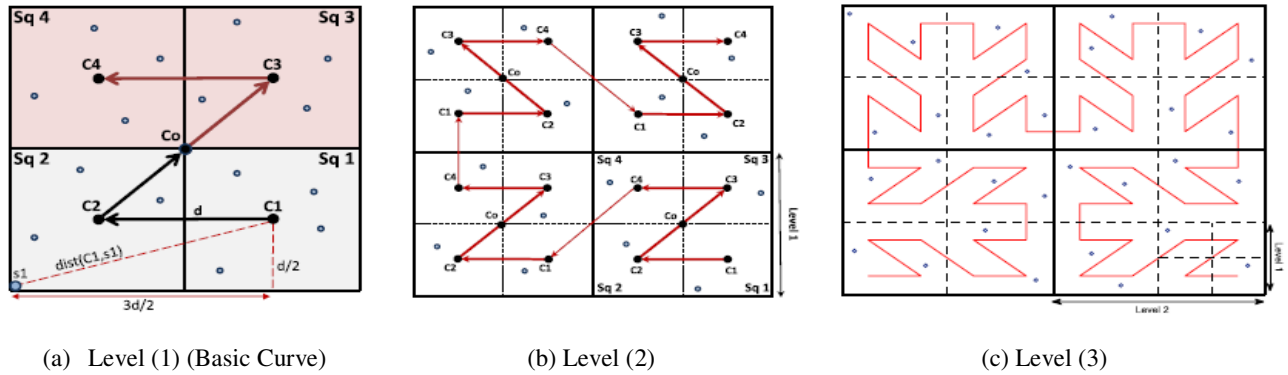 Sq 4
Sq 3
C4
C3
Co
Sq 2
Sq 1
C2
d
C1
dist(C1,s1)
d/2
s1
3d/2
(a) Level (1) (Basic Curve)
C3
C4
C3
C4
Co
Co
C1
C2
C1
C2
Sq 4
Sq 3
C4
C3
C4
C3
Co
Co
C2
C1
C2
C1
Sq 2
Sq 1
Level 1
(b) Level (2)
Level 1
Level 2
(c) Level (3)